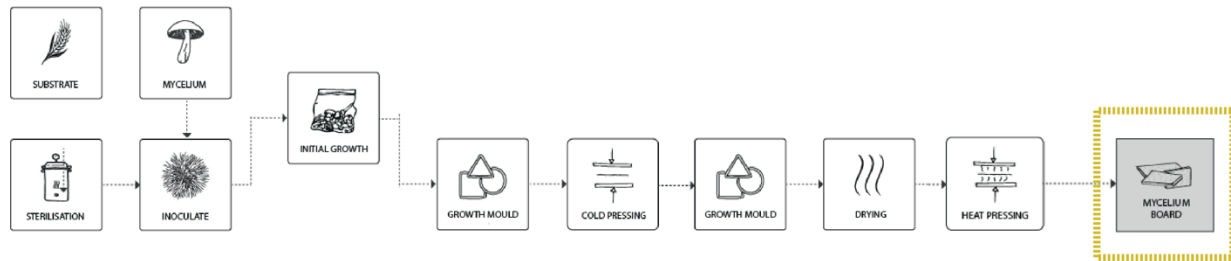 SUBSTRATE
MYCELIUM
STERILISATION
INOCULATE
INITIAL GROWTH
GROWTH MOULD
COLD PRESSING
GROWTH MOULD
DRYING
HEAT PRESSING
MYCELIUM
BOARD